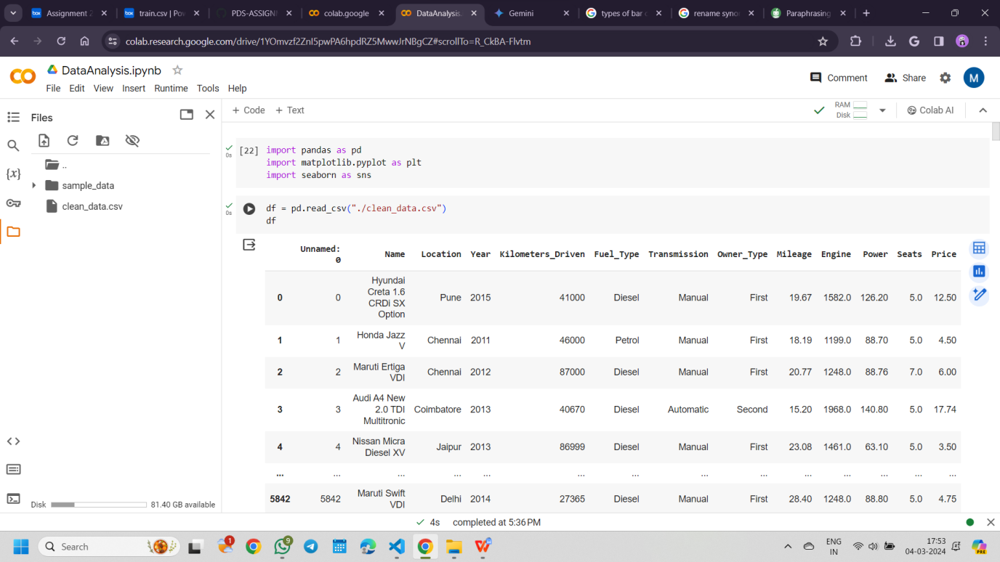 Assignment 2
train.csv | Pow
PDS-ASSIGN
colab.google
DataAnalysis.
Gemini
types of bar c
rename syno
Paraphrasing
colab.research.google.com/drive/1YOmvzf2ZnI5pwPA6hpdRZ5MwwJrNBgCZ#scrollTo=R_CkBA-Flvtm
DataAnalysis.ipynb
File Edit View Insert Runtime Tools Help
Comment Share M
Files
+ Code + Text
RAM
Disk
Colab AI
..
sample_data
clean_data.csv
{x}
0s
[22] import pandas as pd
import matplotlib.pyplot as plt
import seaborn as sns
0s
df = pd.read_csv("./clean_data.csv")
df
Unnamed: 0 Name Location Year Kilometers_Driven Fuel_Type Transmission Owner_Type Mileage Engine Power Seats Price
0 0 Hyundai Creta 1.6 CRDi SX Option Pune 2015 41000 Diesel Manual First 19.67 1582.0 126.20 5.0 12.50
1 1 Honda Jazz V Chennai 2011 46000 Petrol Manual First 18.19 1199.0 88.70 5.0 4.50
2 2 Maruti Ertiga VDI Chennai 2012 87000 Diesel Manual First 20.77 1248.0 88.76 7.0 6.00
3 3 Audi A4 New 2.0 TDI Multitronic Coimbatore 2013 40670 Diesel Automatic Second 15.20 1968.0 140.80 5.0 17.74
4 4 Nissan Micra Diesel XV Jaipur 2013 86999 Diesel Manual First 23.08 1461.0 63.10 5.0 3.50
... ... ... ... ... ... ... ... ... ... ... ... ... ...
5842 5842 Maruti Swift VDI Delhi 2014 27365 Diesel Manual First 28.40 1248.0 88.80 5.0 4.75
Disk 81.40 GB available
4s completed at 5:36 PM
Search
1
9
ENG
IN
17:53
04-03-2024
PRE